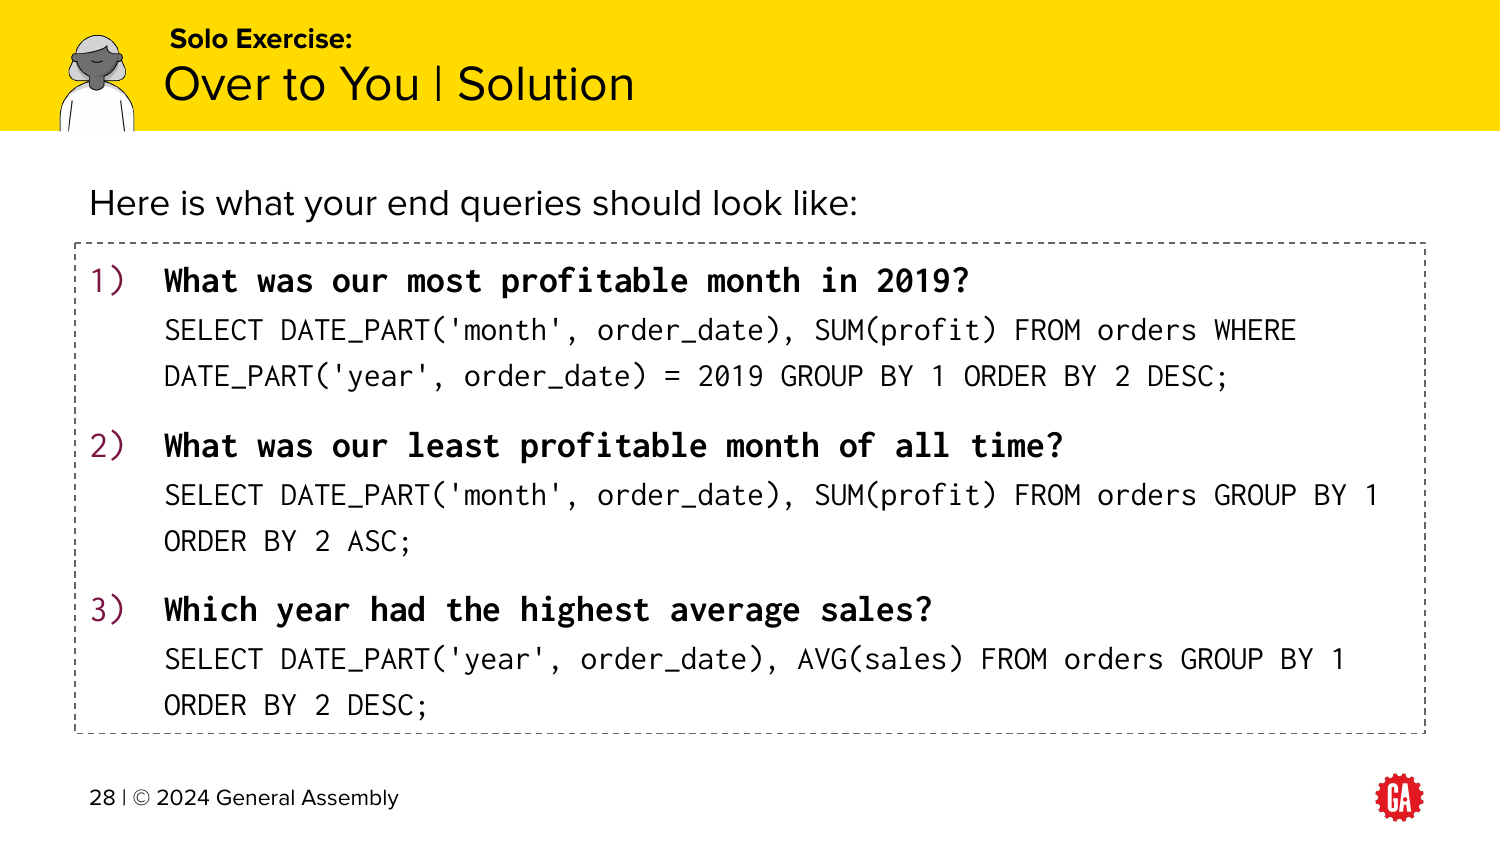 Solo Exercise:
Over to You | Solution
Here is what your end queries should look like:
1) What was our most profitable month in 2019?
SELECT DATE_PART('month', order_date), SUM(profit) FROM orders WHERE
DATE_PART('year', order_date) = 2019 GROUP BY 1 ORDER BY 2 DESC;
2) What was our least profitable month of all time?
SELECT DATE_PART('month', order_date), SUM(profit) FROM orders GROUP BY 1
ORDER BY 2 ASC;
3) Which year had the highest average sales?
SELECT DATE_PART('year', order_date), AVG(sales) FROM orders GROUP BY 1
ORDER BY 2 DESC;
28 | © 2024 General Assembly
GA